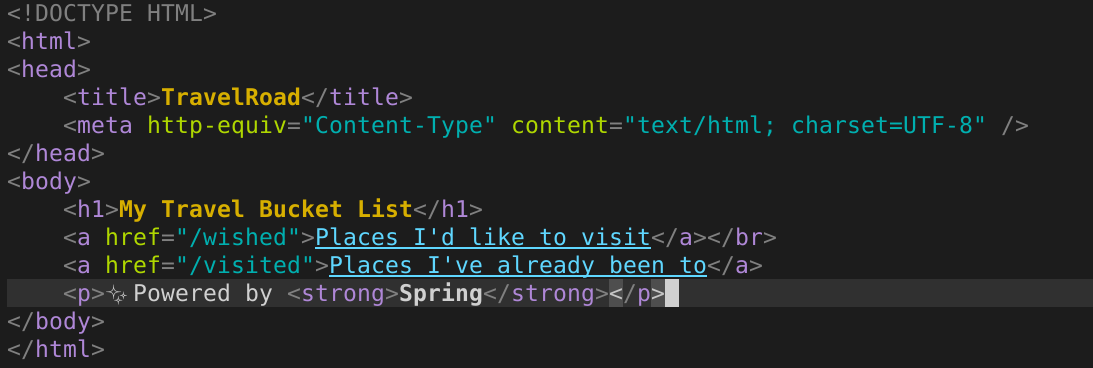 <!DOCTYPE HTML>
<html>
<head>
    <title>TravelRoad</title>
    <meta http-equiv="Content-Type" content="text/html; charset=UTF-8" />
</head>
<body>
    <h1>My Travel Bucket List</h1>
    <a href="/wished">Places I'd like to visit</a></br>
    <a href="/visited">Places I've already been to</a>
    <p>✨Powered by <strong>Spring</strong></p>
</body>
</html>